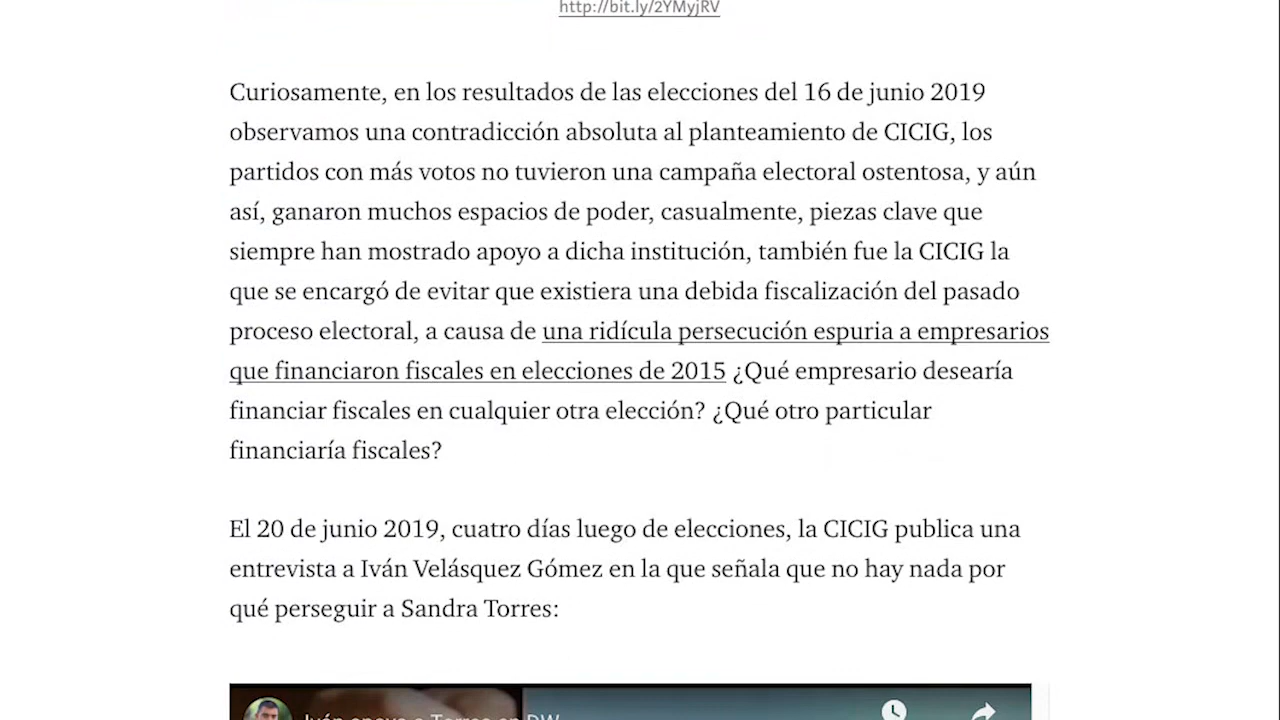 http://bit.ly/2YMyjRV
Curiosamente, en los resultados de las elecciones del 16 de junio 2019
observamos una contradicción absoluta al planteamiento de CICIG, los
partidos con más votos no tuvieron una campaña electoral ostentosa, y aún
así, ganaron muchos espacios de poder, casualmente, piezas clave que
siempre han mostrado apoyo a dicha institución, también fue la CICIG la
que se encargó de evitar que existiera una debida fiscalización del pasado
proceso electoral, a causa de una ridícula persecución espuria a empresarios
que financiaron fiscales en elecciones de 2015 ¿Qué empresario desearía
financiar fiscales en cualquier otra elección? ¿Qué otro particular
financiaría fiscales?
El 20 de junio 2019, cuatro días luego de elecciones, la CICIG publica una
entrevista a Iván Velásquez Gómez en la que señala que no hay nada por
qué perseguir a Sandra Torres:
Iván apoya a Torres en DW